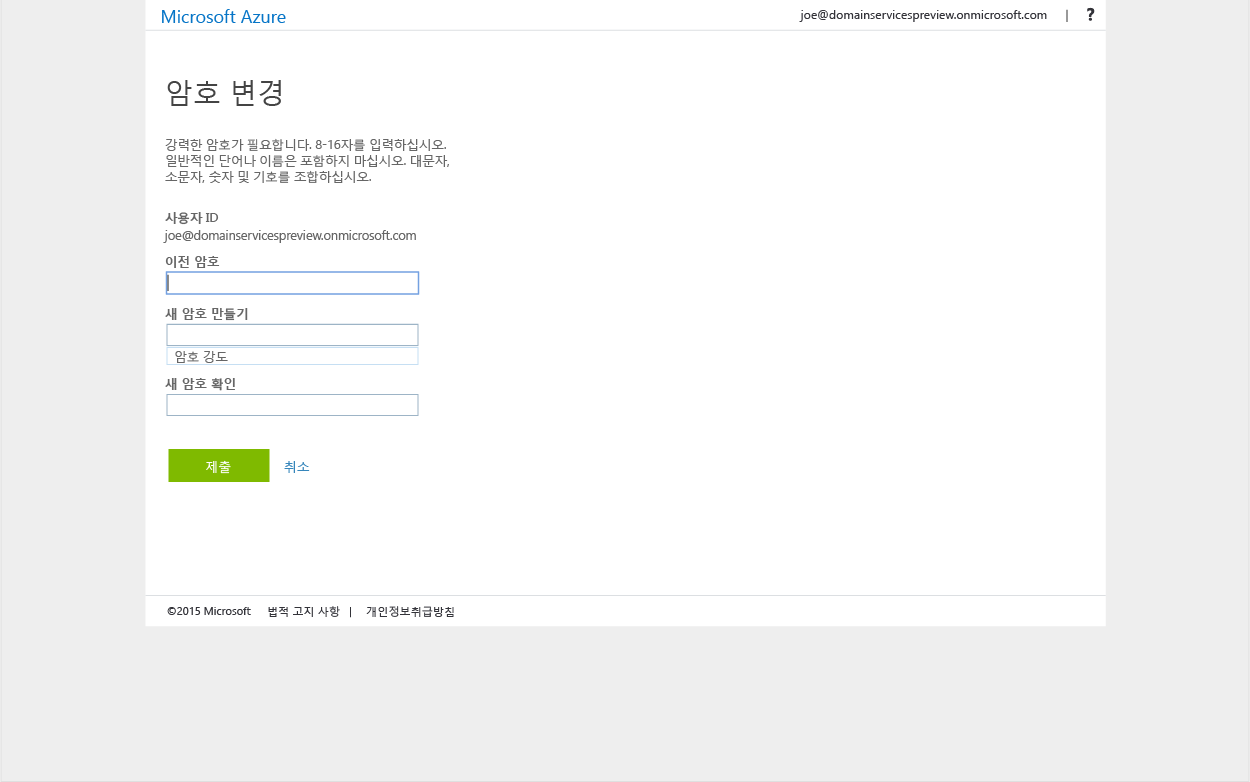 Microsoft Azure
joe@domainservicespreview.onmicrosoft.com | ?
암호 변경
강력한 암호가 필요합니다. 8-16자를 입력하십시오.
일반적인 단어나 이름은 포함하지 마십시오. 대문자,
소문자, 숫자 및 기호를 조합하십시오.
사용자 ID
joe@domainservicespreview.onmicrosoft.com
이전 암호
새 암호 만들기
암호 강도
새 암호 확인
제출 취소
©2015 Microsoft 법적 고지 사항 | 개인정보취급방침